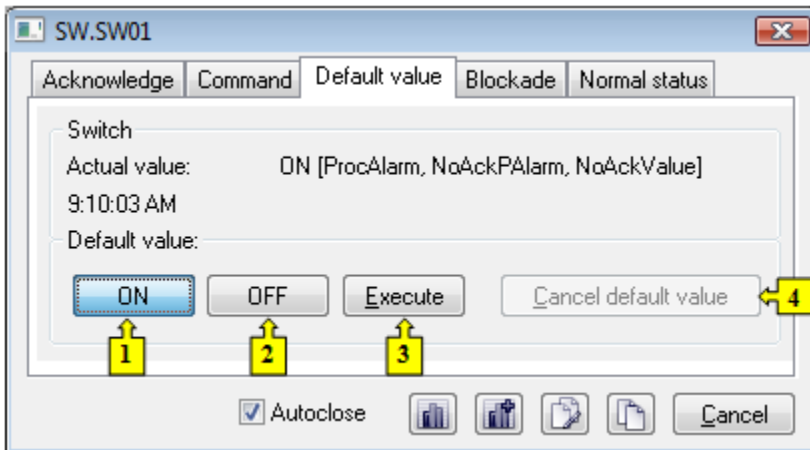 SW.SW01
Acknowledge Command Default value Blockade Normal status
Switch
Actual value: ON [ProcAlarm, NoAckPAlarm, NoAckValue]
9:10:03 AM
Default value:
ON OFF Execute Cancel default value 4
1 2 3
Autoclose Cancel